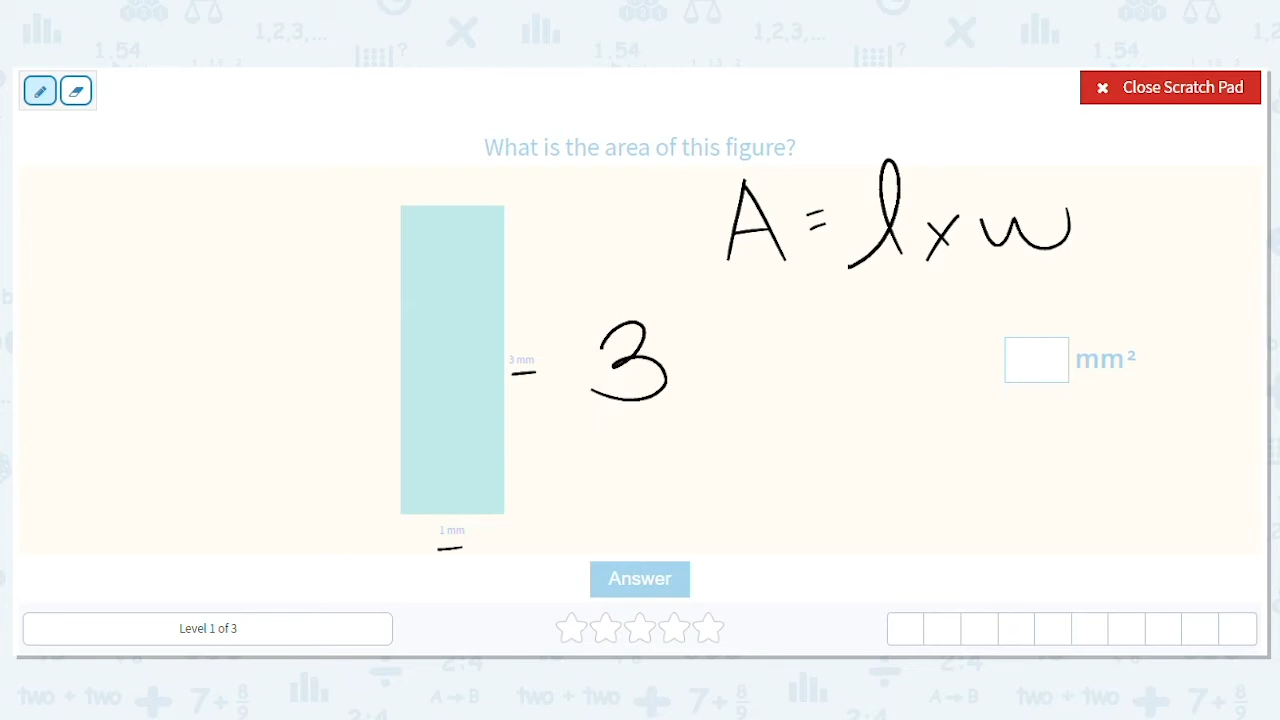 Close Scratch Pad
What is the area of this figure?
A = l x w
3 mm
3
mm²
1 mm
Answer
Level 1 of 3